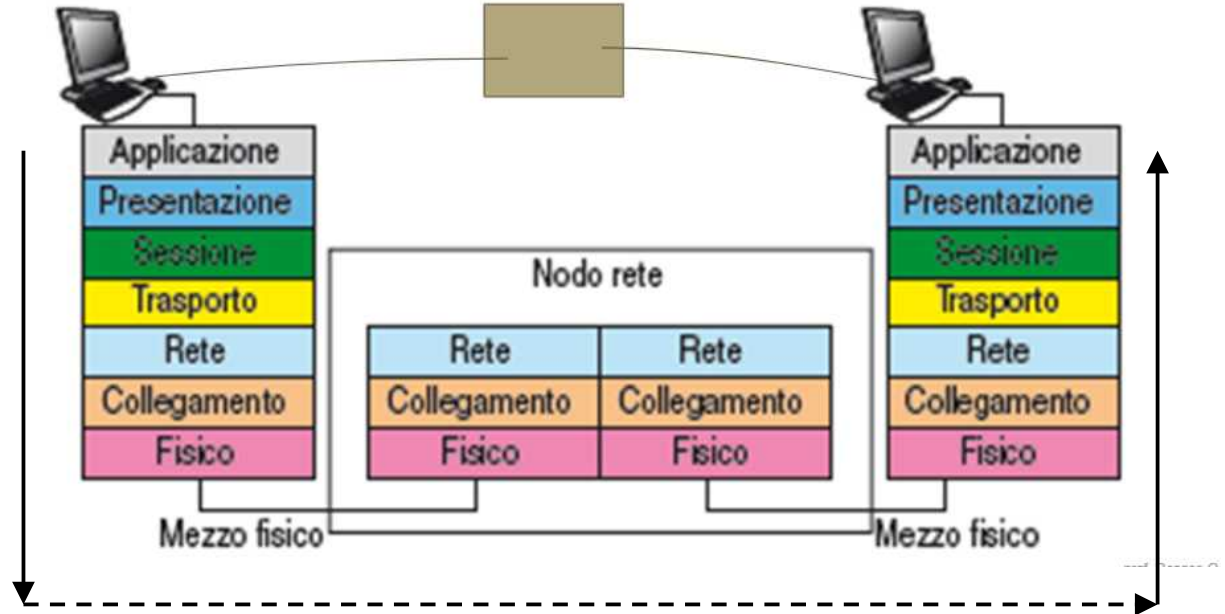 Applicazione
Presentazione
Sessione
Trasporto
Rete
Collegamento
Fisico
Mezzo fisico
Nodo rete
Rete Rete
Collegamento Collegamento
Fisico Fisico
Applicazione
Presentazione
Sessione
Trasporto
Rete
Collegamento
Fisico
Mezzo fisico